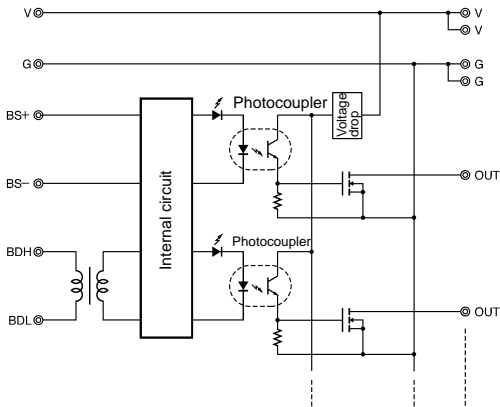 V
V
V
G
G
G
BS+
Photocoupler
Voltage drop
BS−
OUT
Internal circuit
BDH
Photocoupler
BDL
OUT